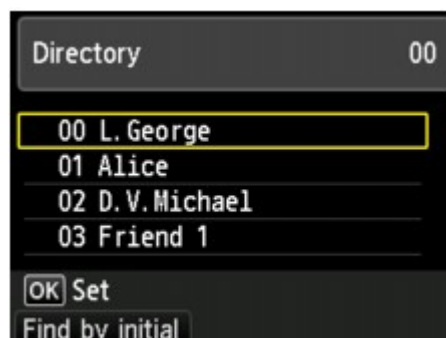 Directory 00
00 L.George
01 Alice
02 D.V.Michael
03 Friend 1
OK Set
Find by initial